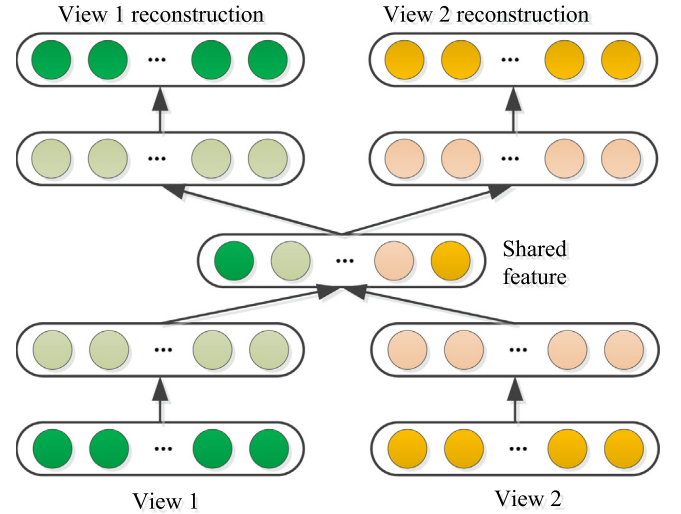 View 1 reconstruction
View 2 reconstruction
Shared
feature
View 1
View 2